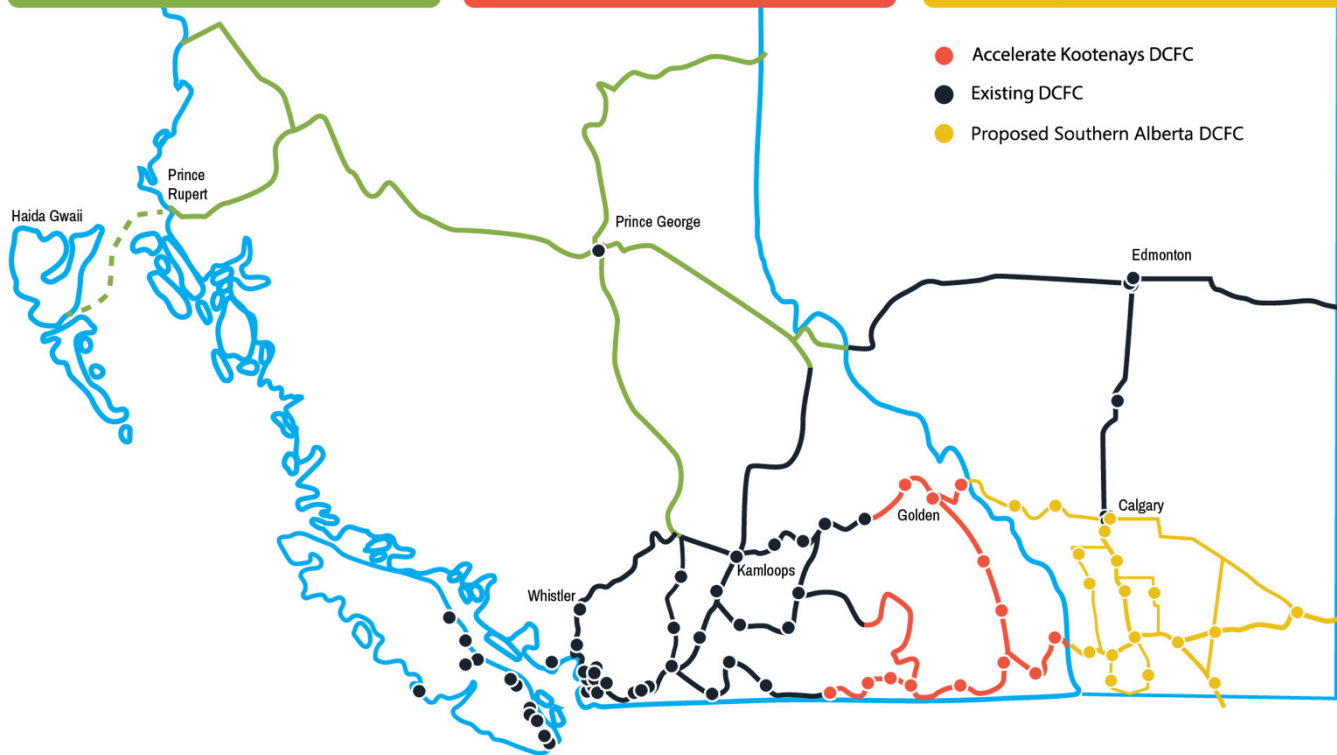 Accelerate Kootenays DCFC
Existing DCFC
Proposed Southern Alberta DCFC
Prince
Rupert
Haida Gwaii
Prince George
Edmonton
Golden
Calgary
Kamloops
Whistler